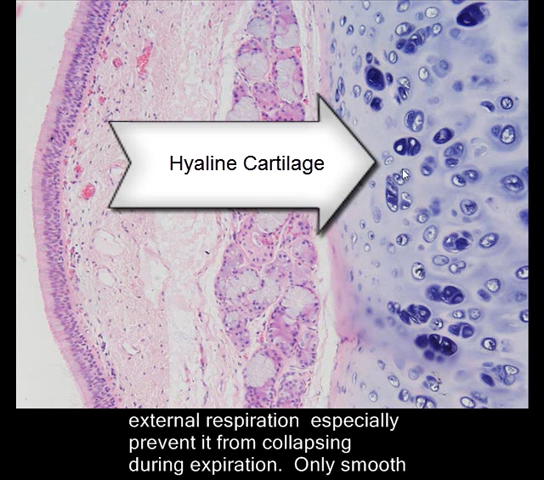 Hyaline Cartilage
external respiration especially
prevent it from collapsing
during expiration. Only smooth